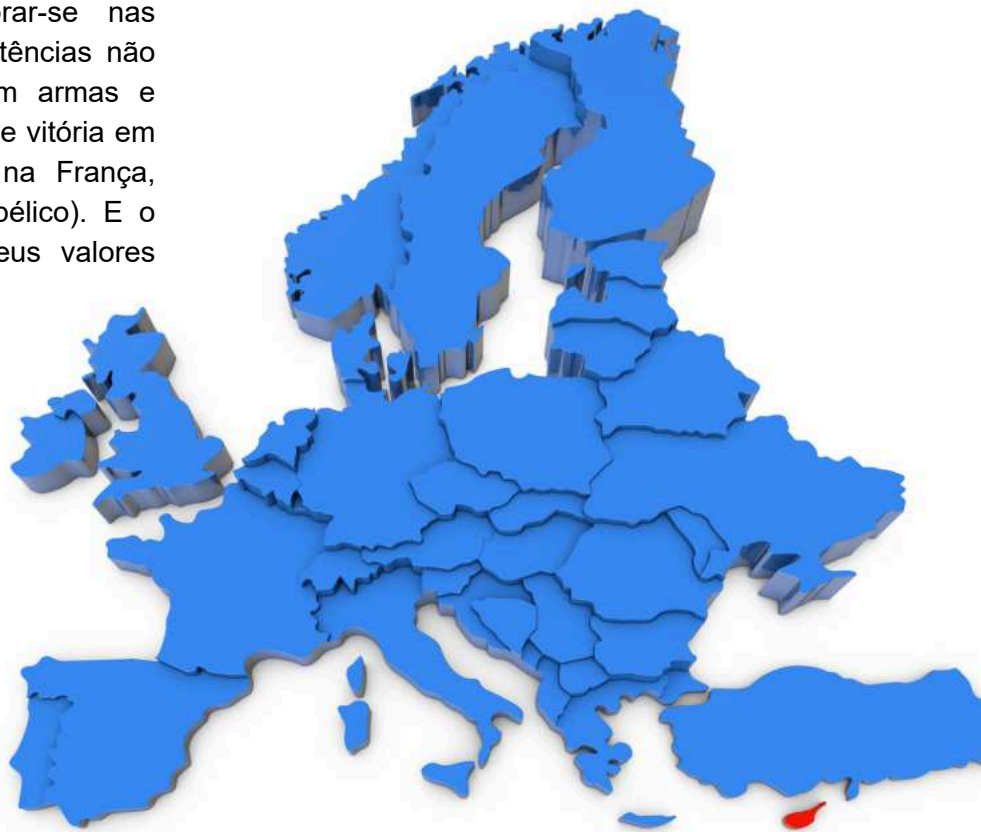 rar-se nas
tências não
m armas e
e vitória em
na França,
bélico). E o
eus valores